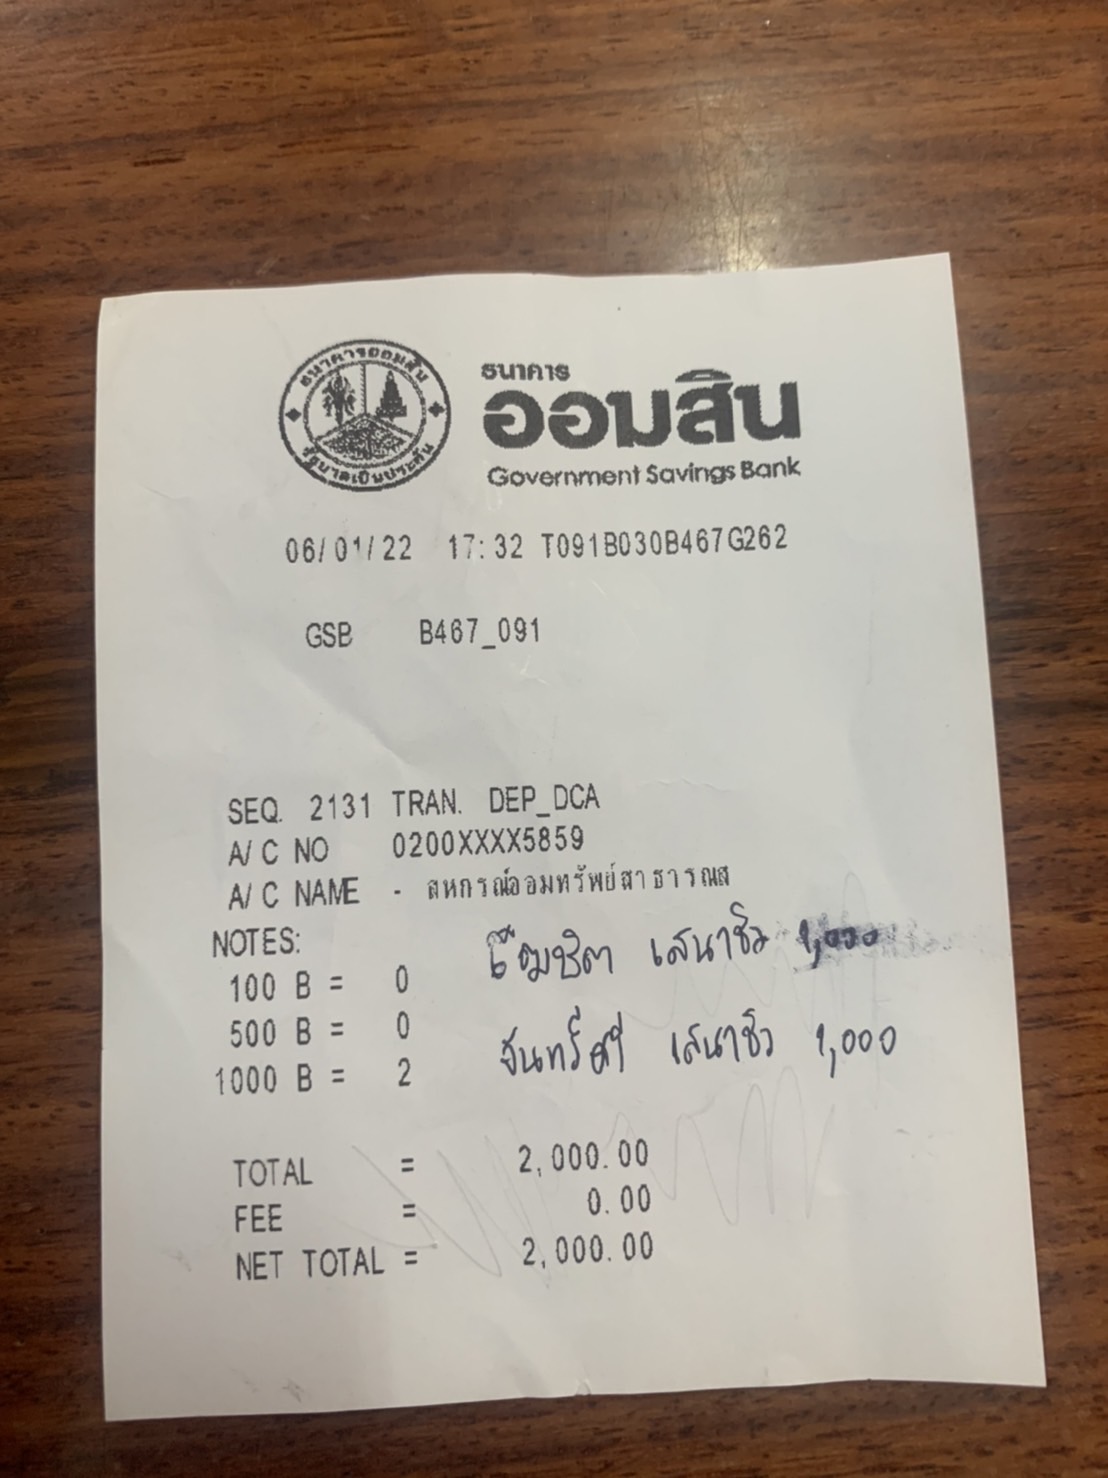 ธนาคารออมสิน
รัฐบาลเป็นประกัน
ธนาคาร
ออมสิน
Government Savings Bank
06/01/22 17:32 T091B030B467G262
GSB B467_091
SEQ. 2131 TRAN. DEP_DCA
A/C NO 0200XXXX5859
A/C NAME - สหกรณ์ออมทรัพย์สาธารณส
NOTES:
เสนาชัว 1,000
100 B = 0
500 B = 0
จันทร์ศรี เสนาชัว 1,000
1000 B = 2
TOTAL = 2,000.00
FEE = 0.00
NET TOTAL = 2,000.00